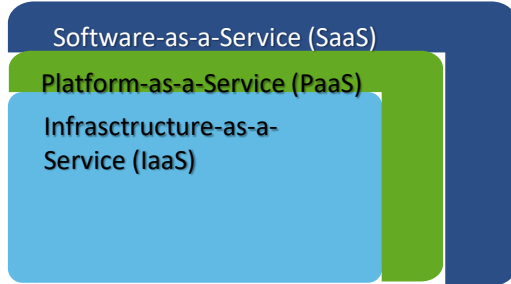 Software-as-a-Service (SaaS)
Platform-as-a-Service (PaaS)
Infrasctructure-as-a-
Service (IaaS)